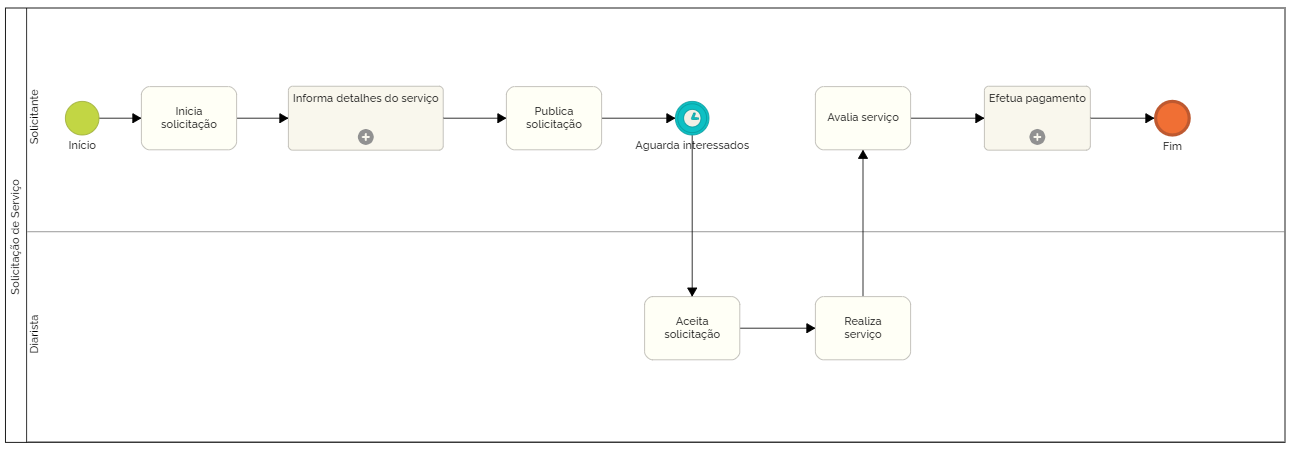 Solicitação de Serviço
Solicitante
Início
Inicia
solicitação
Informa detalhes do serviço
Publica
solicitação
Aguarda interessados
Avalia serviço
Efetua pagamento
Fim
Diarista
Aceita
solicitação
Realiza
serviço